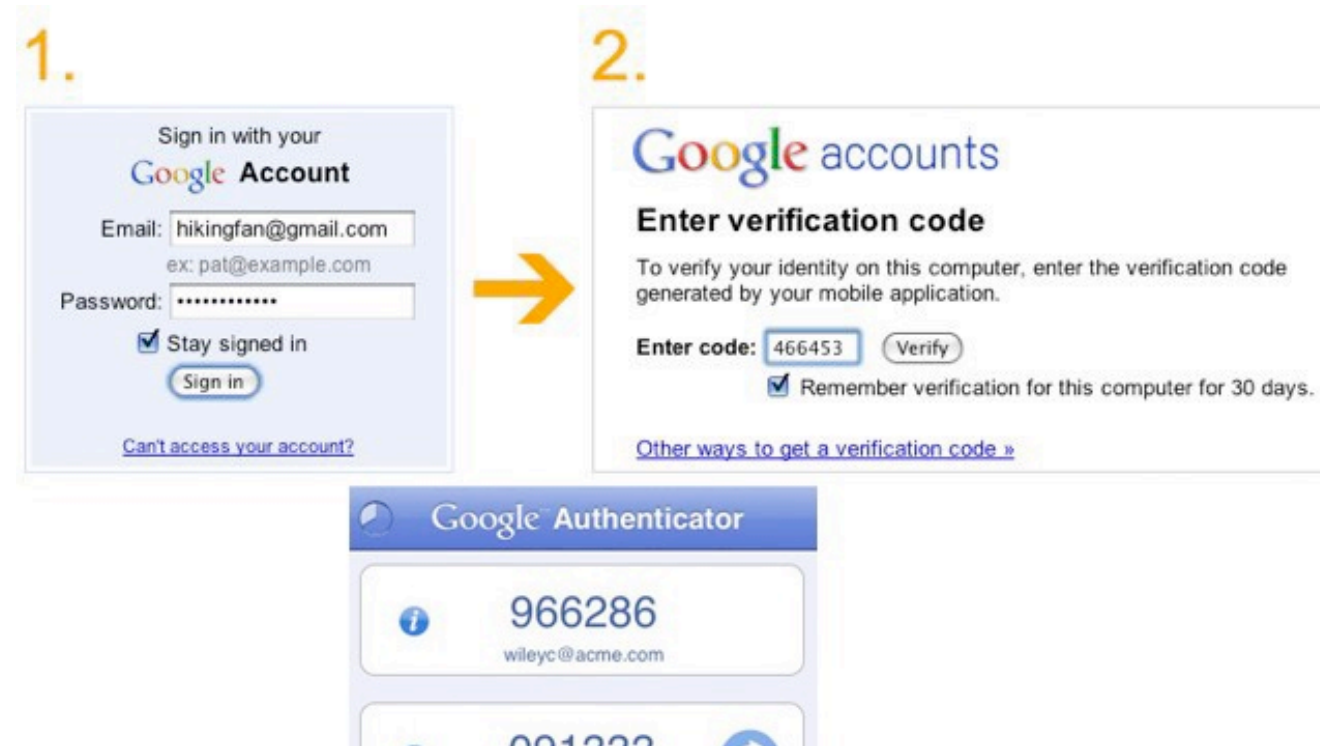 1.
Sign in with your
Google Account
Email: hikingfan@gmail.com
ex: pat@example.com
Password: ••••••••••••
Stay signed in
Sign in
Can't access your account?
2.
Google accounts
Enter verification code
To verify your identity on this computer, enter the verification code
generated by your mobile application.
Enter code: 466453 Verify
Remember verification for this computer for 30 days.
Other ways to get a verification code »
Google™ Authenticator
966286
wileyc@acme.com